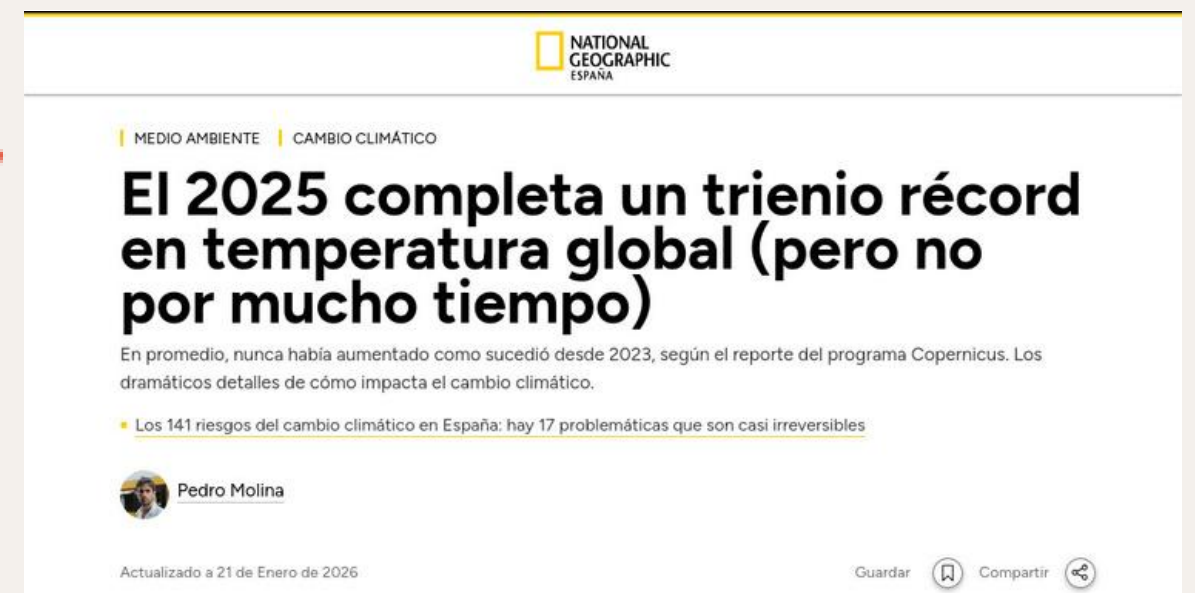 NATIONAL
GEOGRAPHIC
ESPAÑA
MEDIO AMBIENTE CAMBIO CLIMÁTICO
El 2025 completa un trienio récord
en temperatura global (pero no
por mucho tiempo)
En promedio, nunca había aumentado como sucedió desde 2023, según el reporte del programa Copernicus. Los
dramáticos detalles de cómo impacta el cambio climático.
Los 141 riesgos del cambio climático en España: hay 17 problemáticas que son casi irreversibles
Pedro Molina
Actualizado a 21 de Enero de 2026 Guardar Compartir